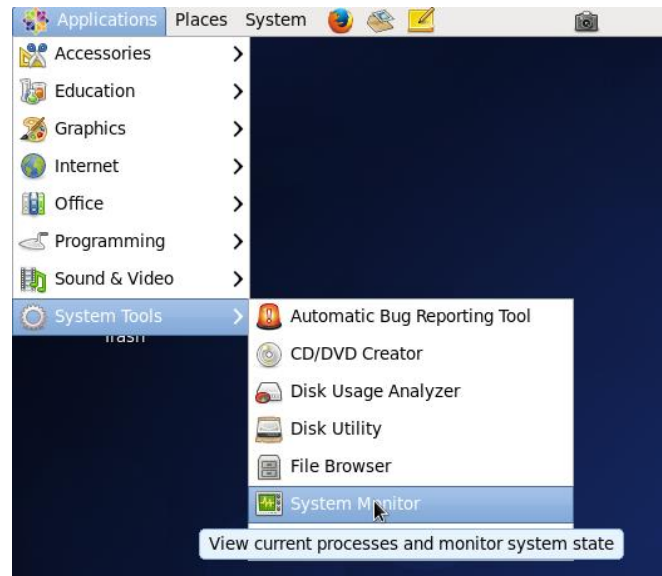 Applications Places System
Accessories
Education
Graphics
Internet
Office
Programming
Sound & Video
System Tools
Trash
Automatic Bug Reporting Tool
CD/DVD Creator
Disk Usage Analyzer
Disk Utility
File Browser
System Monitor
View current processes and monitor system state